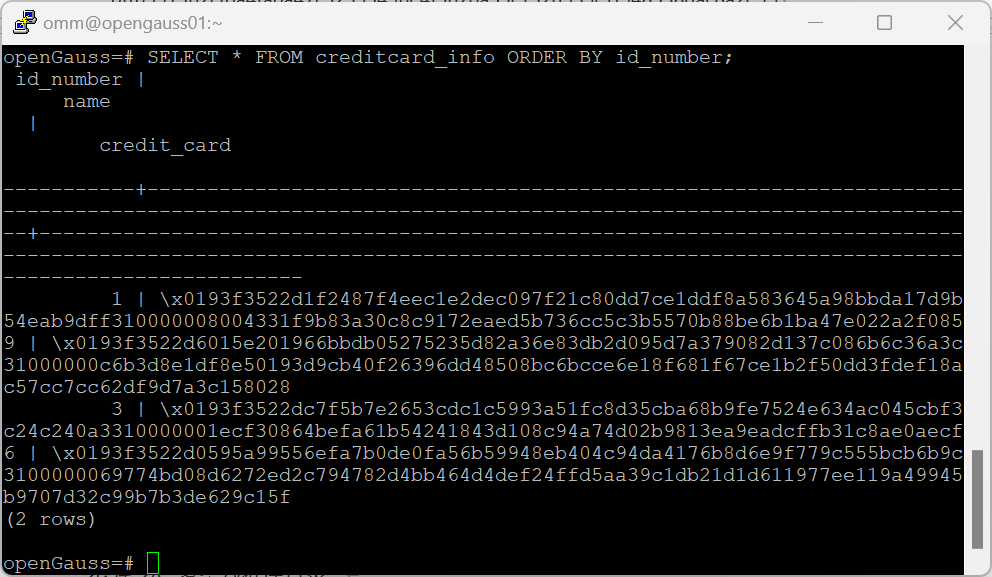 omm@opengauss01:~
openGauss=# SELECT * FROM creditcard_info ORDER BY id_number;
 id_number |
     name
  |
        credit_card
-----------+--------------------------------------------------------------------
--------------------------------------------------------------------------------
--+-----------------------------------------------------------------------------
--------------------------------------------------------------------------------
-------------------------
         1 | \x0193f3522d1f2487f4eec1e2dec097f21c80dd7ce1ddf8a583645a98bbda17d9b
54eab9dff310000008004331f9b83a30c8c9172eaed5b736cc5c3b5570b88be6b1ba47e022a2f085
9 | \x0193f3522d6015e201966bbdb05275235d82a36e83db2d095d7a379082d137c086b6c36a3c
31000000c6b3d8e1df8e50193d9cb40f26396dd48508bc6bcce6e18f681f67ce1b2f50dd3fdef18a
c57cc7cc62df9d7a3c158028
         3 | \x0193f3522dc7f5b7e2653cdc1c5993a51fc8d35cba68b9fe7524e634ac045cbf3
c24c240a3310000001ecf30864befa61b54241843d108c94a74d02b9813ea9eadcffb31c8ae0aecf
6 | \x0193f3522d0595a99556efa7b0de0fa56b59948eb404c94da4176b8d6e9f779c555bcb6b9c
3100000069774bd08d6272ed2c794782d4bb464d4def24ffd5aa39c1db21d1d611977ee119a49945
b9707d32c99b7b3de629c15f
(2 rows)
openGauss=#